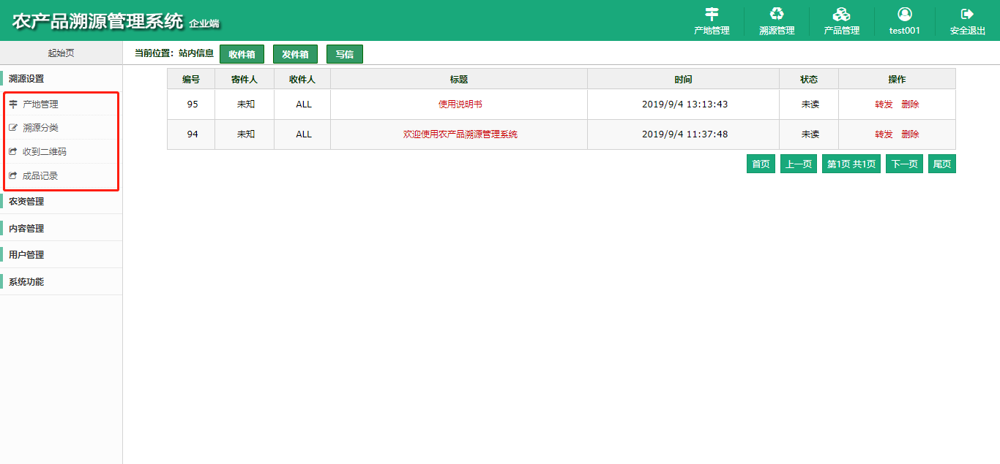 农产品溯源管理系统 企业端
产地管理 溯源管理 产品管理 test001 安全退出
起始页
当前位置：站内信息 收件箱 发件箱 写信
溯源设置
产地管理
溯源分类
收到二维码
成品记录
农资管理
内容管理
用户管理
系统功能
编号 寄件人 收件人 标题 时间 状态 操作
95 未知 ALL 使用说明书 2019/9/4 13:13:43 未读 转发 删除
94 未知 ALL 欢迎使用农产品溯源管理系统 2019/9/4 11:37:48 未读 转发 删除
首页 上一页 第1页 共1页 下一页 尾页